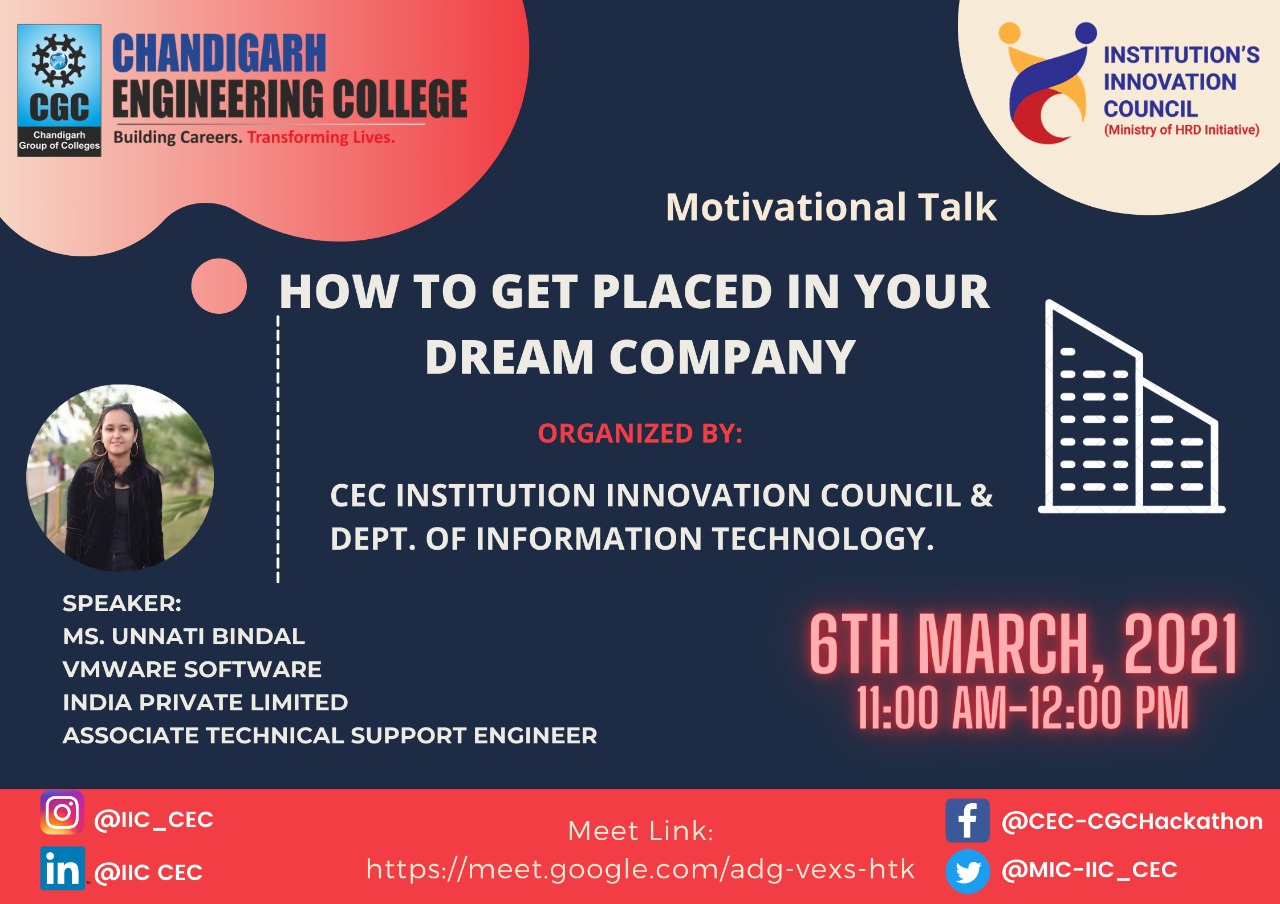 CHANDIGARH
ENGINEERING COLLEGE
Building Careers. Transforming Lives.
CGC
Chandigarh
Group of Colleges
INSTITUTION'S
INNOVATION
COUNCIL
(Ministry of HRD Initiative)
Motivational Talk
HOW TO GET PLACED IN YOUR
DREAM COMPANY
ORGANIZED BY:
CEC INSTITUTION INNOVATION COUNCIL &
DEPT. OF INFORMATION TECHNOLOGY.
SPEAKER:
MS. UNNATI BINDAL
VMWARE SOFTWARE
INDIA PRIVATE LIMITED
ASSOCIATE TECHNICAL SUPPORT ENGINEER
6TH MARCH, 2021
11:00 AM-12:00 PM
@IIC_CEC
@IIC CEC
Meet Link:
https://meet.google.com/adg-vexs-htk
@CEC-CGCHackathon
@MIC-IIC_CEC